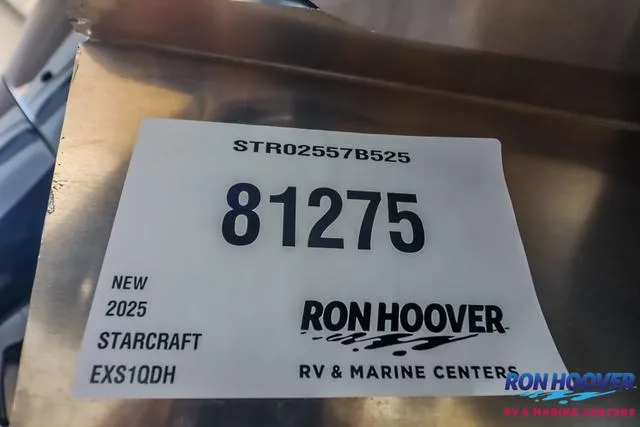 STR02557B525
81275
NEW
2025
STARCRAFT
EXS1QDH
RON HOOVER
RV & MARINE CENTERS
RON HOOVER
RV & MARINE CENTERS